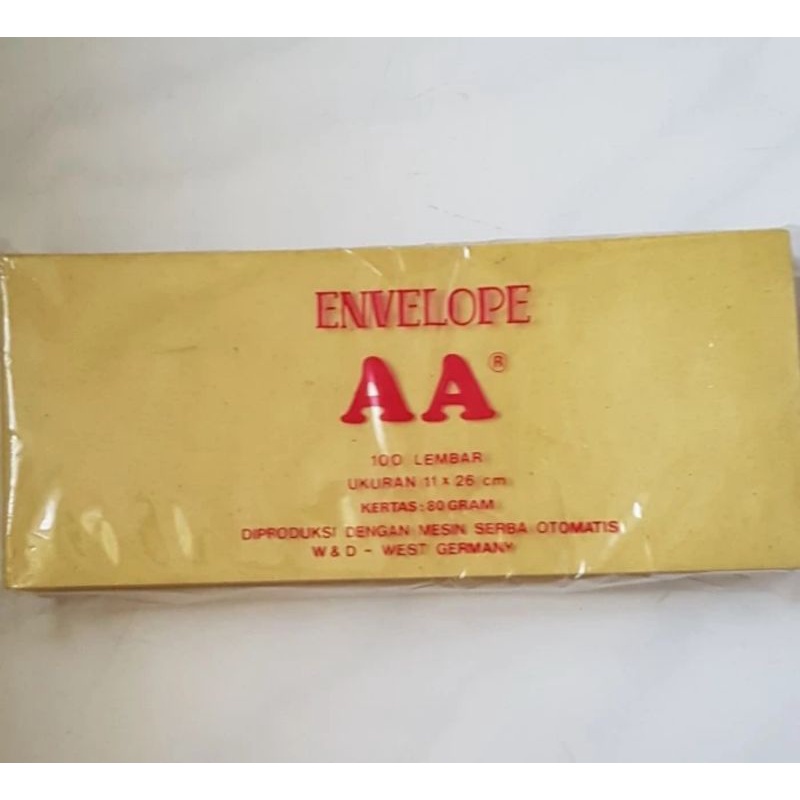 ENVELOPE
AA®
100 LEMBAR
UKURAN 11 x 26 cm
KERTAS: 80 GRAM
DIPRODUKSI DENGAN MESIN SERBA OTOMATIS
W & D - WEST GERMANY